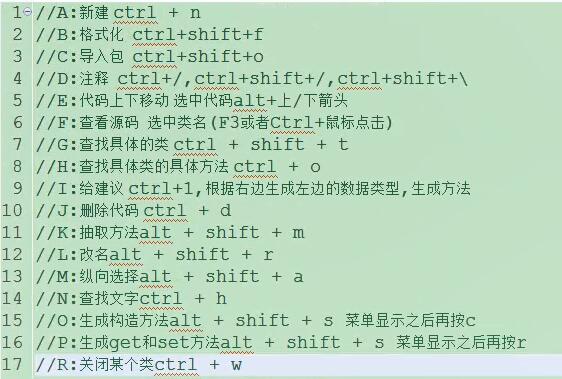 1 //A:新建 ctrl + n
2 //B:格式化 ctrl+shift+f
3 //C:导入包 ctrl+shift+o
4 //D:注释 ctrl+/,ctrl+shift+/,ctrl+shift+\
5 //E:代码上下移动 选中代码alt+上/下箭头
6 //F:查看源码 选中类名(F3或者Ctrl+鼠标点击)
7 //G:查找具体的类 ctrl + shift + t
8 //H:查找具体类的具体方法 ctrl + o
9 //I:给建议 ctrl+1,根据右边生成左边的数据类型,生成方法
10 //J:删除代码 ctrl + d
11 //K:抽取方法alt + shift + m
12 //L:改名alt + shift + r
13 //M:纵向选择alt + shift + a
14 //N:查找文字ctrl + h
15 //O:生成构造方法alt + shift + s 菜单显示之后再按c
16 //P:生成get和set方法alt + shift + s 菜单显示之后再按r
17 //R:关闭某个类ctrl + w